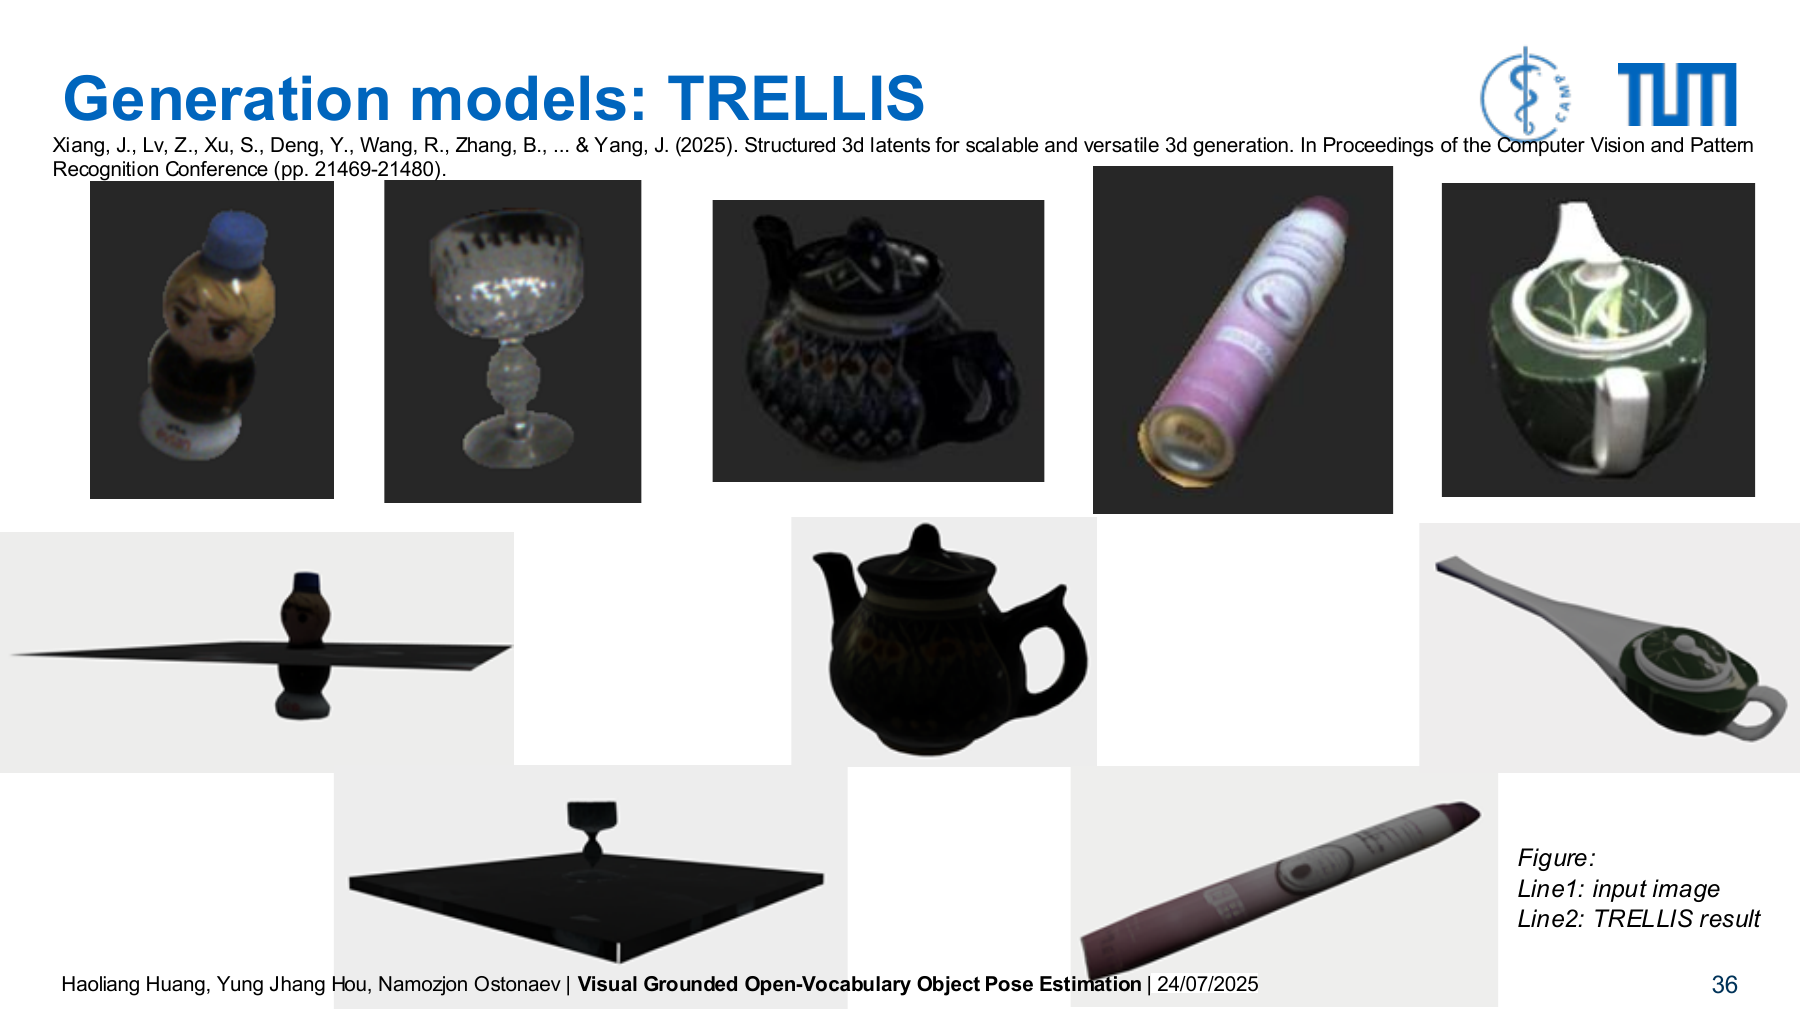 Generation models: TRELLIS
CAMP
TUM
Xiang, J., Lv, Z., Xu, S., Deng, Y., Wang, R., Zhang, B., ... & Yang, J. (2025). Structured 3d latents for scalable and versatile 3d generation. In Proceedings of the Computer Vision and Pattern
Recognition Conference (pp. 21469-21480).
evian
Figure:
Line1: input image
Line2: TRELLIS result
Haoliang Huang, Yung Jhang Hou, Namozjon Ostonaev | Visual Grounded Open-Vocabulary Object Pose Estimation | 24/07/2025
36